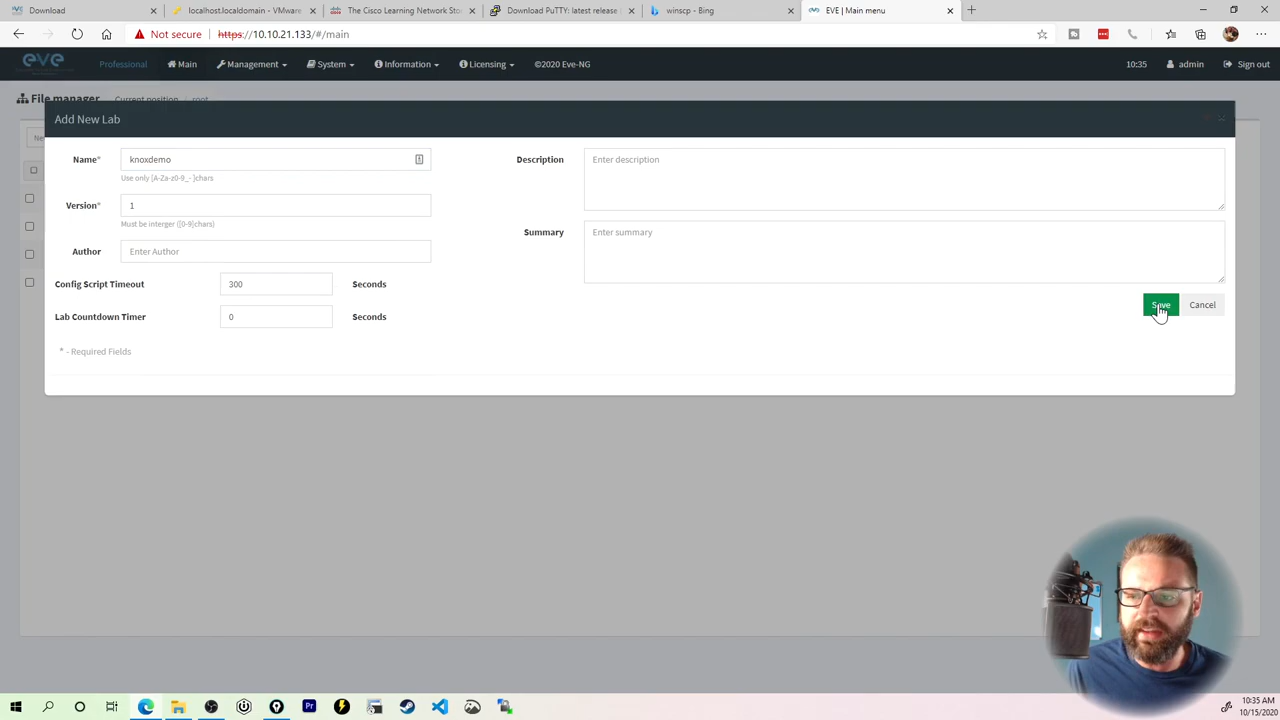 Download
localhost.localdomain - VMware
The Cisco Learning Network Sto
Download PuTTY: latest release
winscp - Bing
EVE | Main menu
Not secure
https://10.10.21.133/#/main
eve
Professional
Main
Management
System
Information
Licensing
©2020 Eve-NG
10:35
admin
Sign out
File manager
Current position
root
Ne
Add New Lab
Name*
knoxdemo
Use only [A-Za-z0-9_- ]chars
Version*
1
Must be interger ([0-9]chars)
Author
Enter Author
Config Script Timeout
300
Seconds
Lab Countdown Timer
0
Seconds
* - Required Fields
Description
Enter description
Summary
Enter summary
Save
Cancel
10:35 AM
10/15/2020